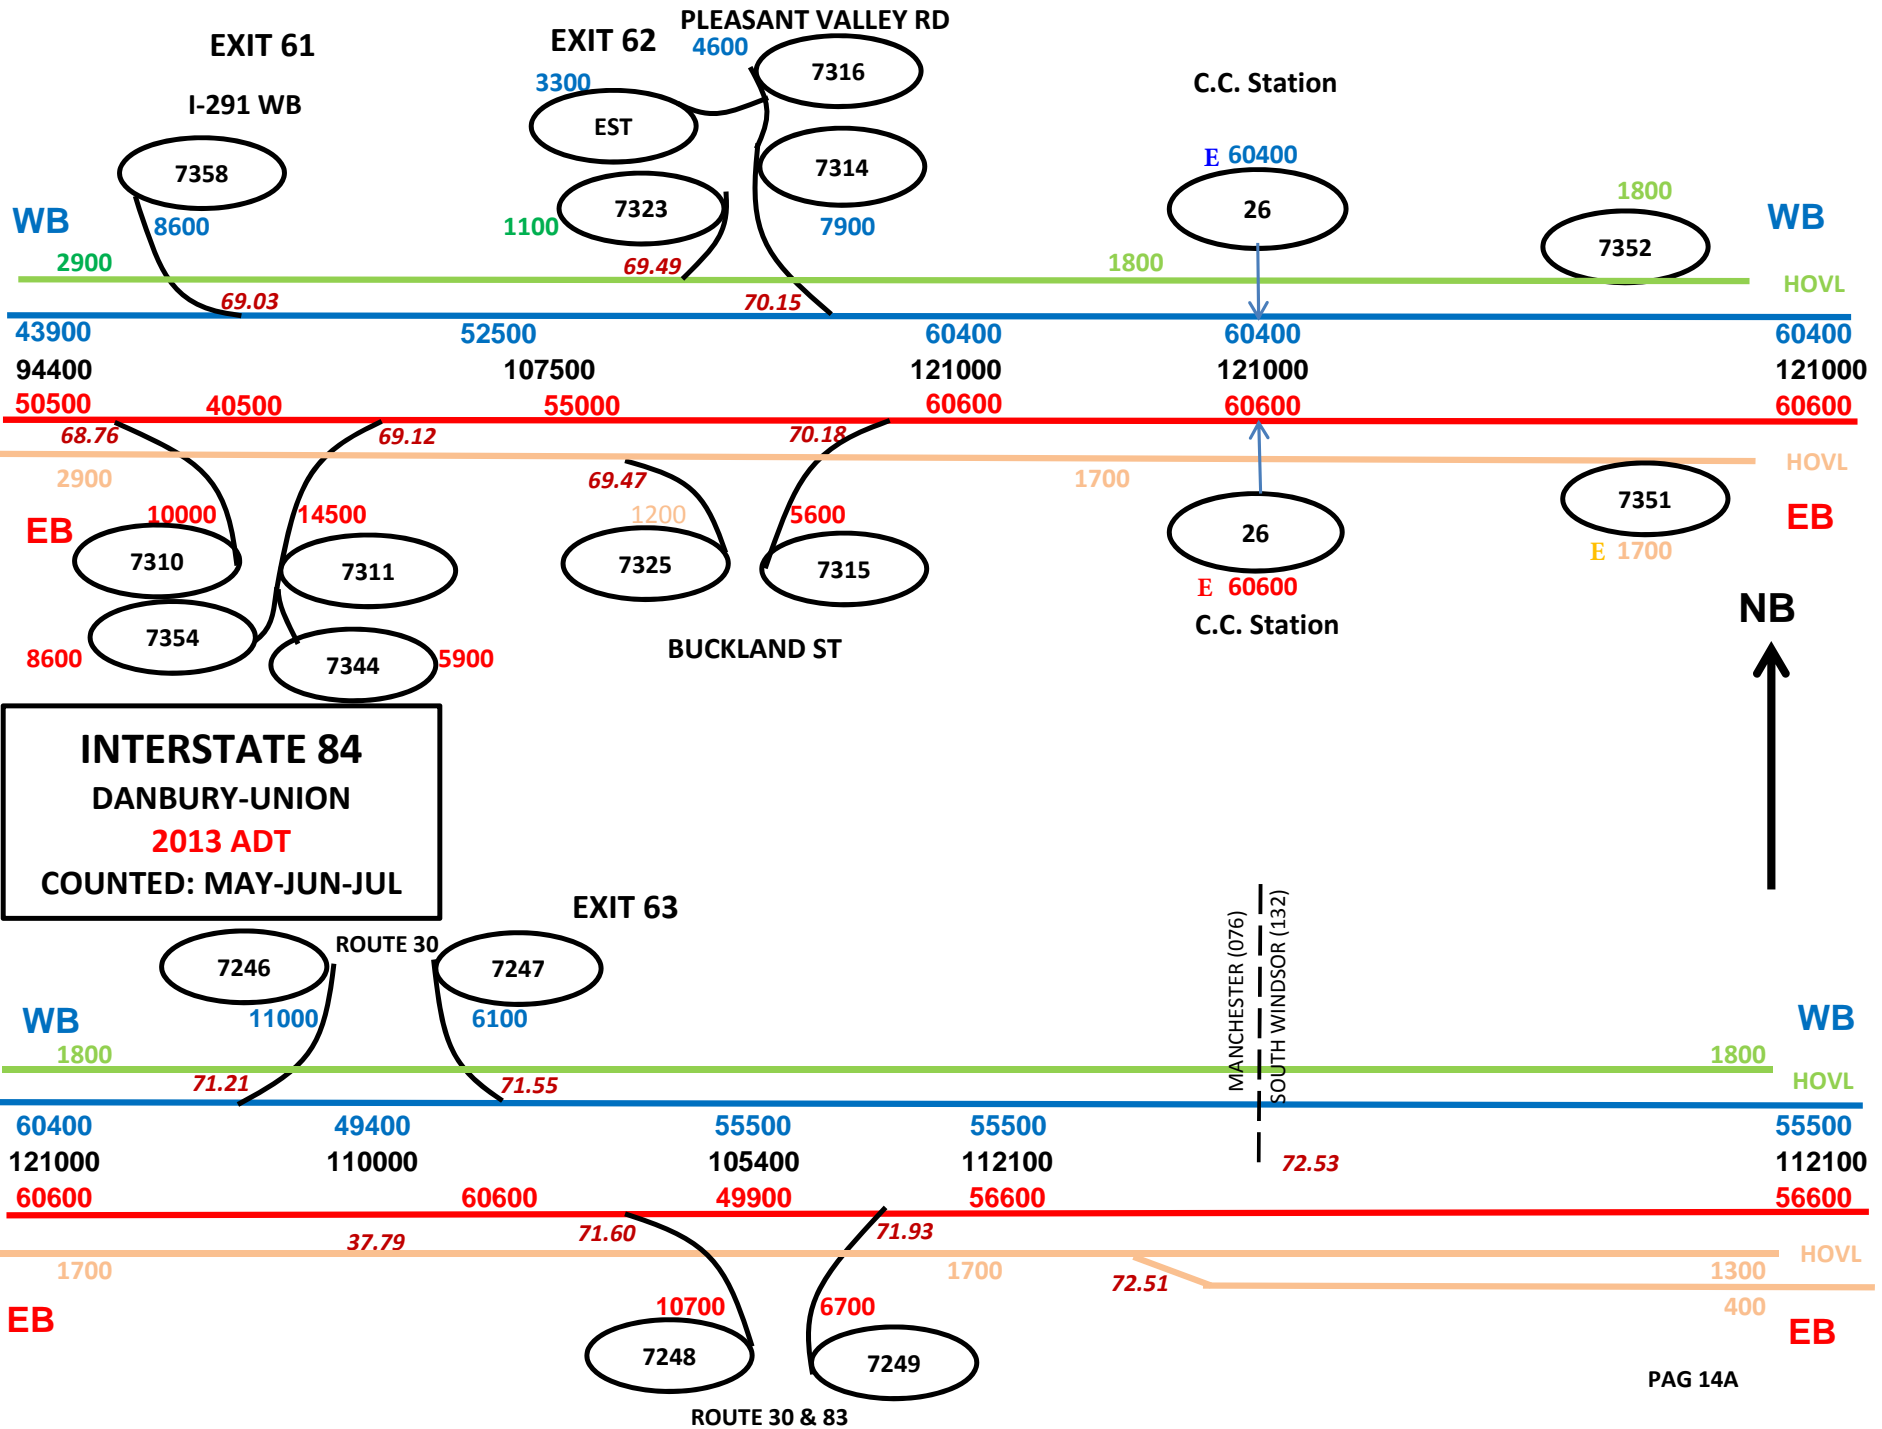 PLEASANT VALLEY RD
EXIT 61
EXIT 62
4600
7316
3300
C.C. Station
I-291 WB
EST
7358
7314
E 60400
WB
8600
7323
1100
7900
26
1800
7352
WB
2900
69.49
1800
HOVL
69.03
70.15
43900
52500
60400
60400
60400
94400
107500
121000
121000
121000
50500
40500
55000
60600
60600
60600
68.76
69.12
70.18
HOVL
2900
69.47
1700
EB
10000
14500
1200
5600
26
7351
EB
7310
7311
7325
7315
E 1700
E 60600
C.C. Station
NB
7354
8600
7344
5900
BUCKLAND ST
INTERSTATE 84
DANBURY-UNION
2013 ADT
COUNTED: MAY-JUN-JUL
EXIT 63
MANCHESTER (076)
SOUTH WINDSOR (132)
7246
ROUTE 30
7247
WB
11000
6100
WB
1800
1800
71.21
71.55
HOVL
60400
49400
55500
55500
55500
121000
110000
105400
112100
72.53
112100
60600
60600
49900
56600
56600
37.79
71.60
71.93
HOVL
1700
1700
72.51
1300
400
EB
10700
6700
EB
7248
7249
PAG 14A
ROUTE 30 & 83